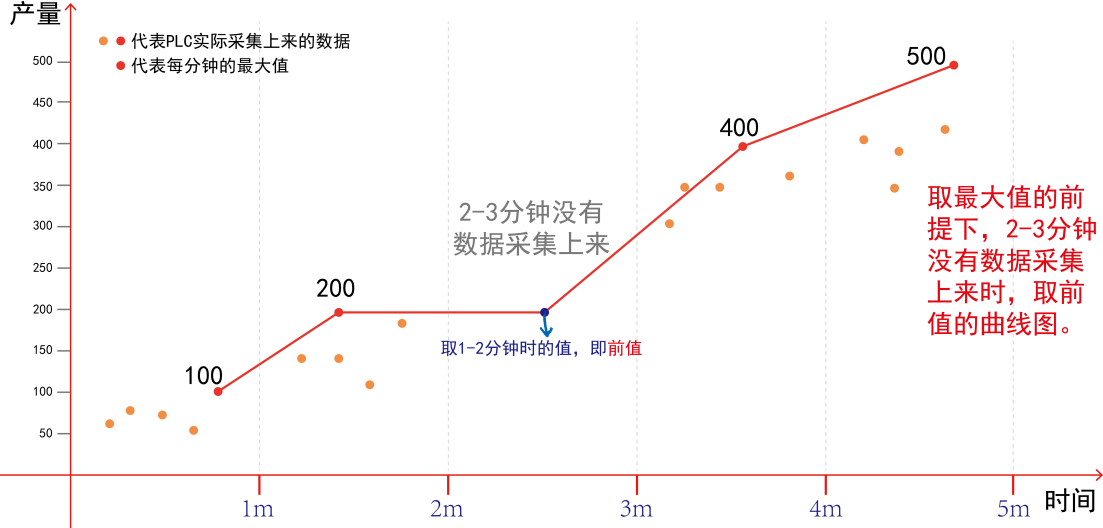 产量
代表PLC实际采集上来的数据
代表每分钟的最大值
500
450
400
350
300
250
200
150
100
50
100
200
2-3分钟没有
数据采集上来
取1-2分钟时的值，即前值
400
500
取最大值的前
提下，2-3分钟
没有数据采集
上来时，取前
值的曲线图。
1m
2m
3m
4m
5m
时间